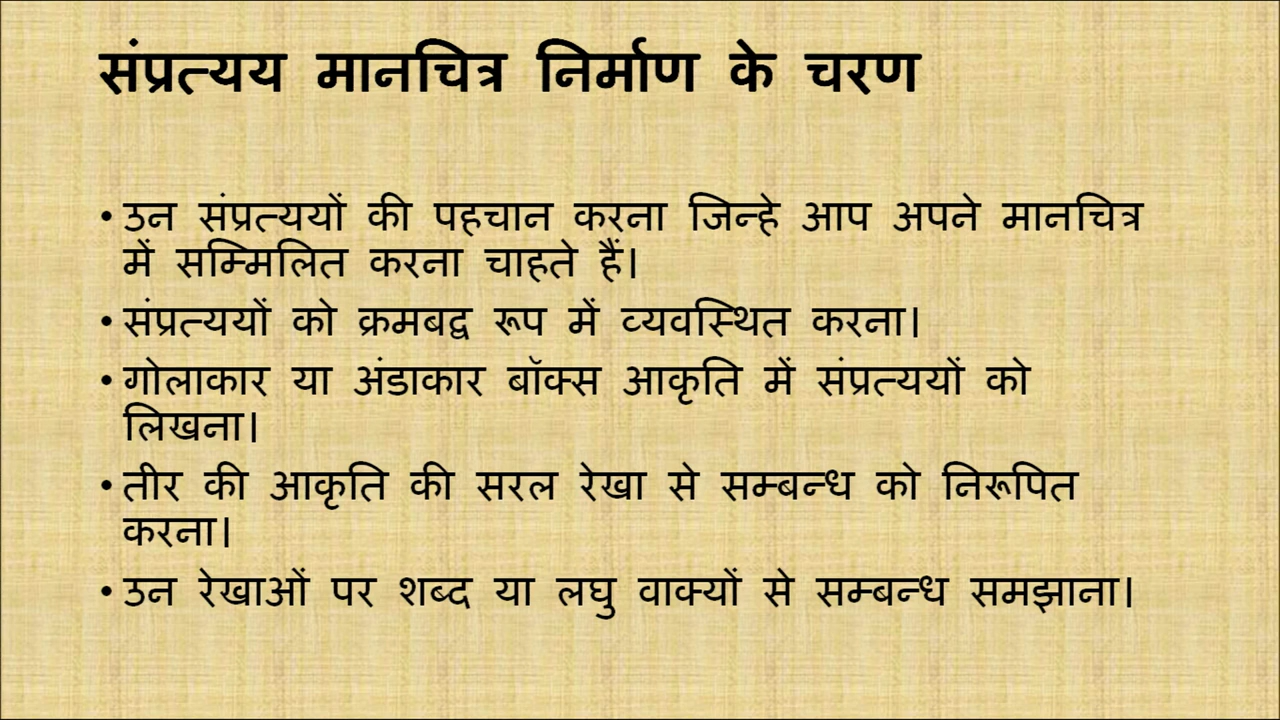 संप्रत्यय मानचित्र निर्माण के चरण
• उन संप्रत्ययों की पहचान करना जिन्हे आप अपने मानचित्र
में सम्मिलित करना चाहते हैं।
• संप्रत्ययों को क्रमबद्व रूप में व्यवस्थित करना।
• गोलाकार या अंडाकार बॉक्स आकृति में संप्रत्ययों को
लिखना।
• तीर की आकृति की सरल रेखा से सम्बन्ध को निरूपित
करना।
• उन रेखाओं पर शब्द या लघु वाक्यों से सम्बन्ध समझाना।